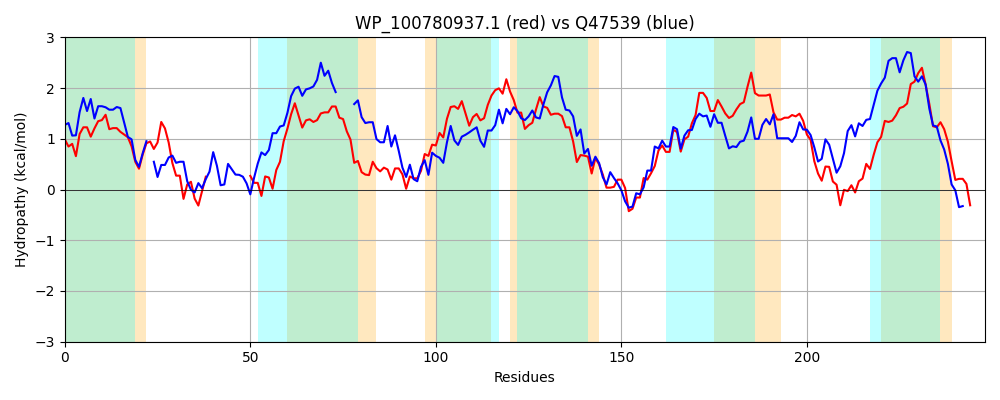 WP_100780937.1 (red) vs Q47539 (blue)
3
2
1
0
−1
−2
−3
Hydropathy (kcal/mol)
0 50 100 150 200
Residues